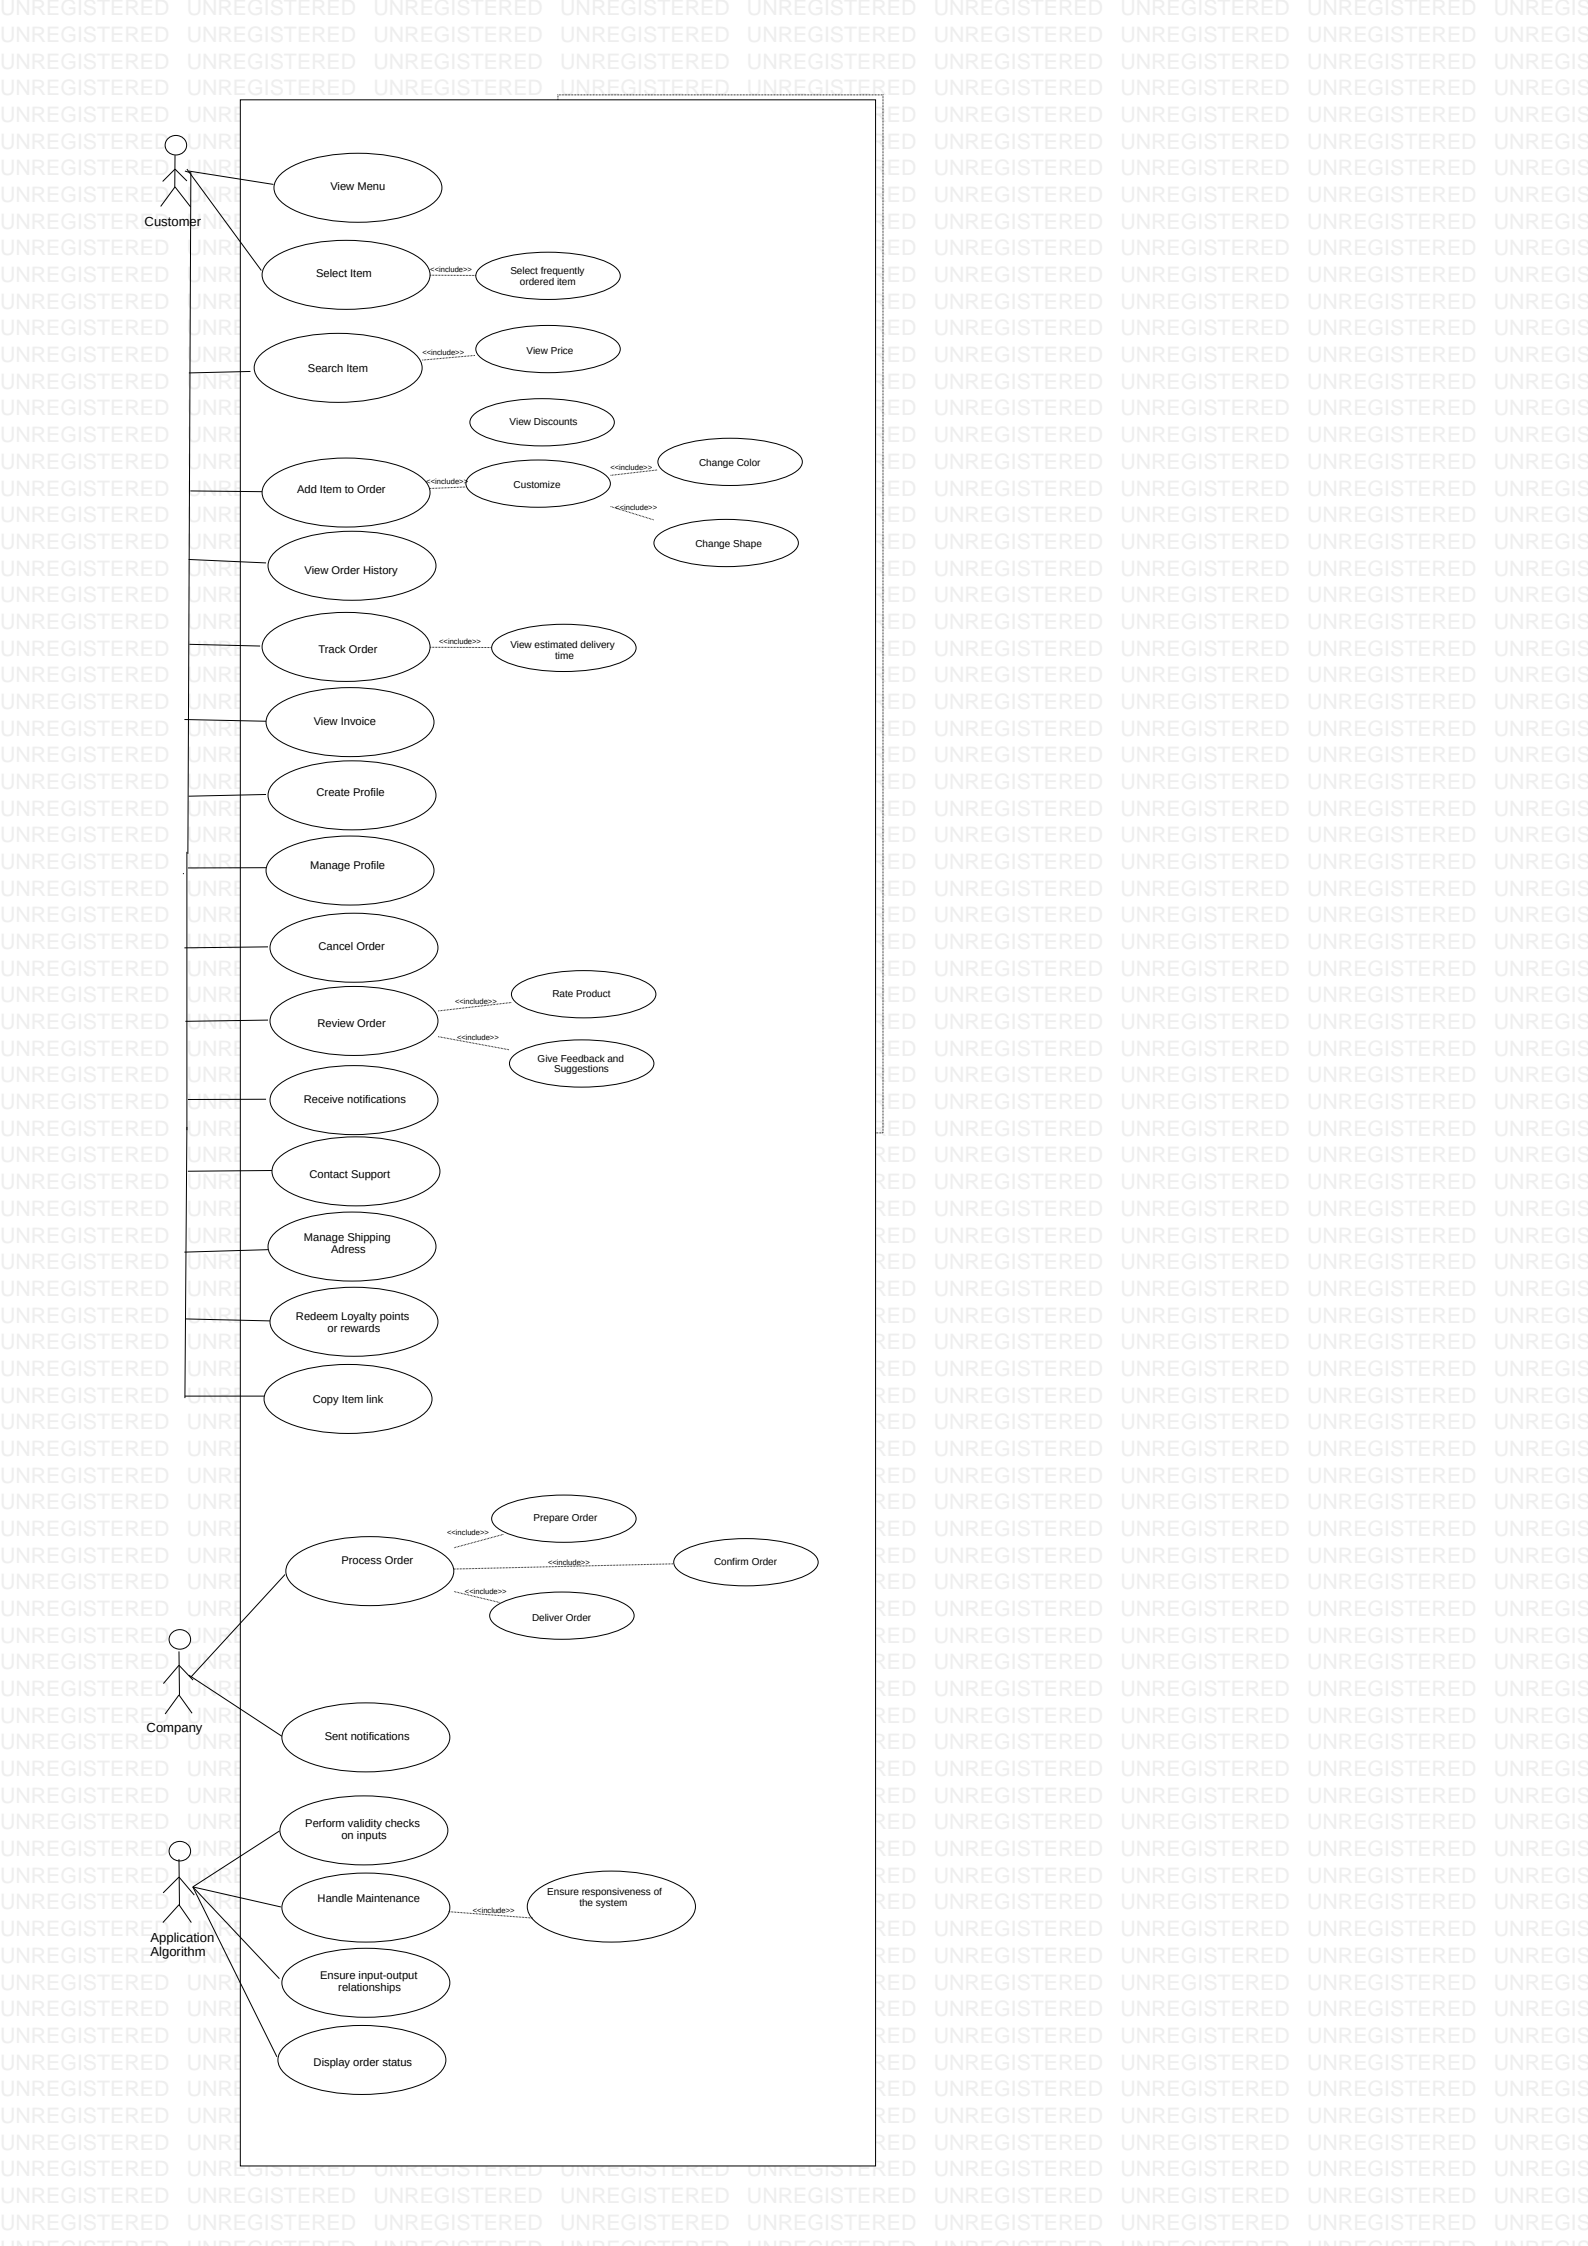 Customer
View Menu
Select Item
<<include>>
Select frequently
ordered item
Search Item
<<include>>
View Price
View Discounts
Add Item to Order
<<include>>
Customize
<<include>>
Change Color
<<include>>
Change Shape
View Order History
Track Order
<<include>>
View estimated delivery
time
View Invoice
Create Profile
Manage Profile
Cancel Order
Review Order
<<include>>
Rate Product
<<include>>
Give Feedback and
Suggestions
Receive notifications
Contact Support
Manage Shipping
Adress
Redeem Loyalty points
or rewards
Copy Item link
Process Order
<<include>>
Prepare Order
<<include>>
Confirm Order
<<include>>
Deliver Order
Company
Sent notifications
Perform validity checks
on inputs
Application
Algorithm
Handle Maintenance
<<include>>
Ensure responsiveness of
the system
Ensure input-output
relationships
Display order status
UNREGISTERED